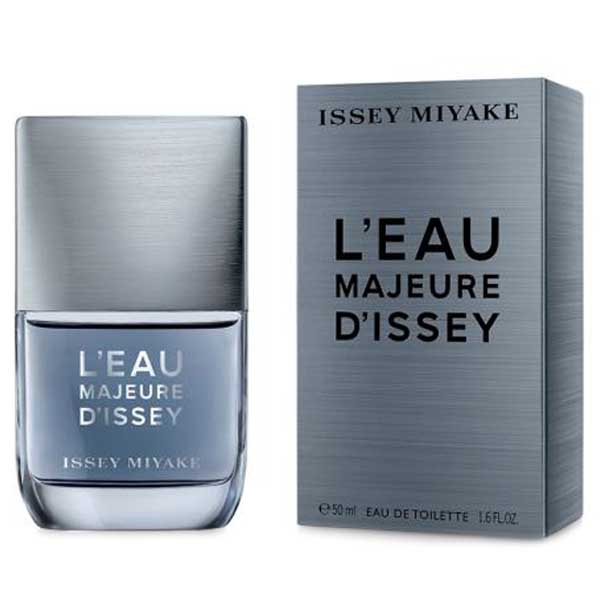 L'EAU
MAJEURE
D'ISSEY
ISSEY MIYAKE
ISSEY MIYAKE
L'EAU
MAJEURE
D'ISSEY
℮ 50 ml EAU DE TOILETTE 1.6 FL.OZ.